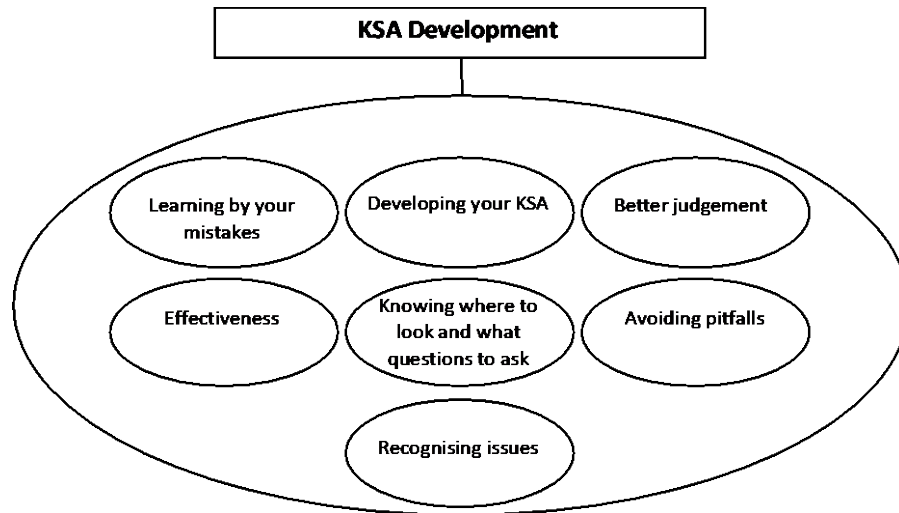 KSA Development
Learning by your
mistakes
Developing your KSA
Better judgement
Effectiveness
Knowing where to
look and what
questions to ask
Avoiding pitfalls
Recognising issues